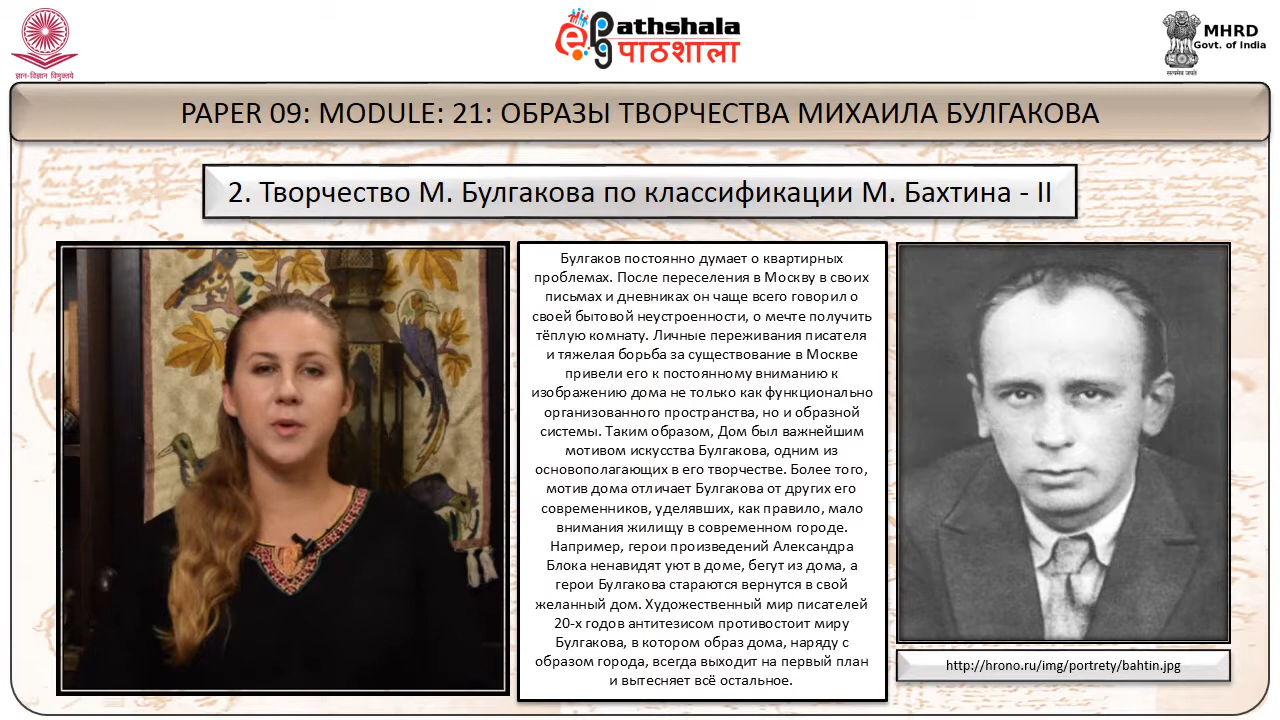 ज्ञान-विज्ञान विमुक्तये
ePathshala
पाठशाला
MHRD
Govt. of India
सत्यमेव जयते
PAPER 09: MODULE: 21: ОБРАЗЫ ТВОРЧЕСТВА МИХАИЛА БУЛГАКОВА
2. Творчество М. Булгакова по классификации М. Бахтина - II
Булгаков постоянно думает о квартирных
проблемах. После переселения в Москву в своих
письмах и дневниках он чаще всего говорил о
своей бытовой неустроенности, о мечте получить
тёплую комнату. Личные переживания писателя
и тяжелая борьба за существование в Москве
привели его к постоянному вниманию к
изображению дома не только как функционально
организованного пространства, но и образной
системы. Таким образом, Дом был важнейшим
мотивом искусства Булгакова, одним из
основополагающих в его творчестве. Более того,
мотив дома отличает Булгакова от других его
современников, уделявших, как правило, мало
внимания жилищу в современном городе.
Например, герои произведений Александра
Блока ненавидят уют в доме, бегут из дома, а
герои Булгакова стараются вернутся в свой
желанный дом. Художественный мир писателей
20-х годов антитезисом противостоит миру
Булгакова, в котором образ дома, наряду с
образом города, всегда выходит на первый план
и вытесняет всё остальное.
http://hrono.ru/img/portrety/bahtin.jpg